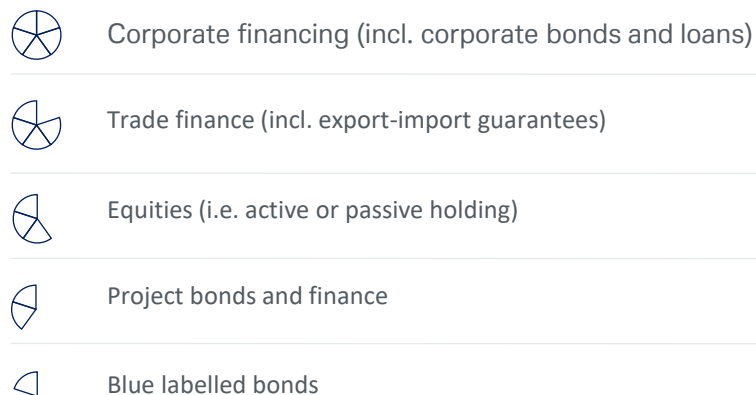 Corporate financing (incl. corporate bonds and loans)
Trade finance (incl. export-import guarantees)
Equities (i.e. active or passive holding)
Project bonds and finance
Blue labelled bonds